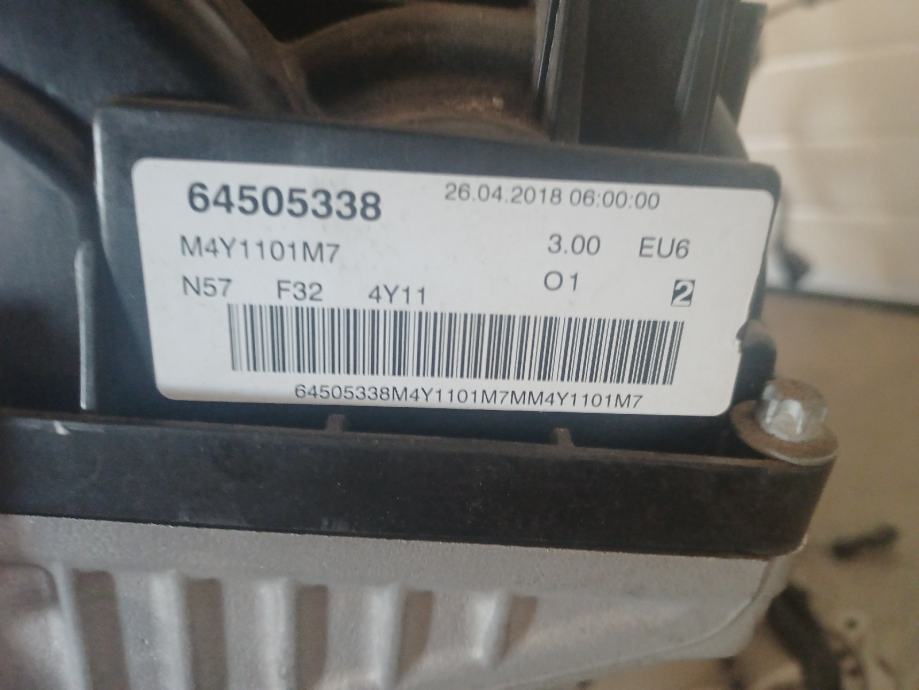 64505338 26.04.2018 06:00:00
M4Y1101M7 3.00 EU6
N57 F32 4Y11 O1 2
64505338M4Y1101M7MM4Y1101M7